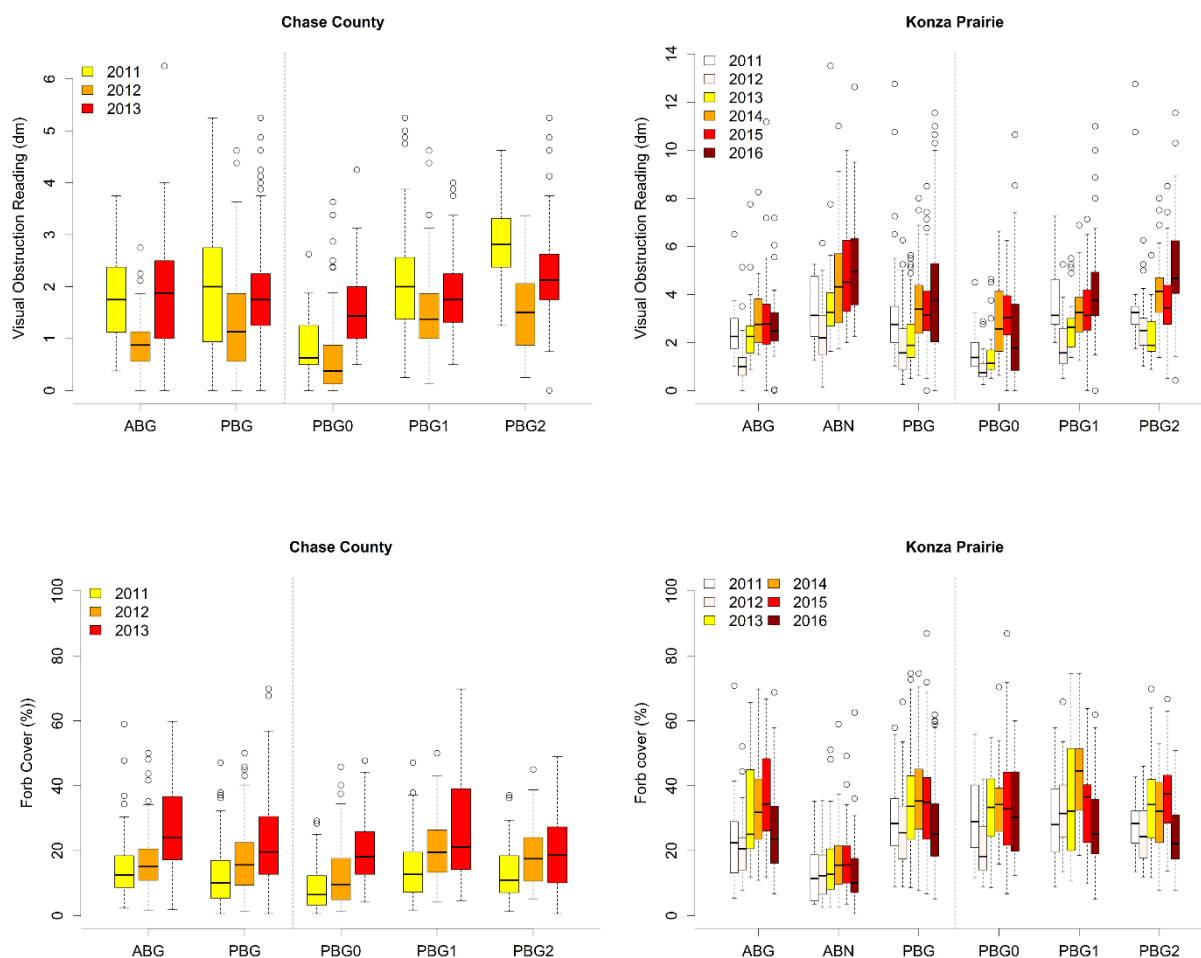 Chase County
Visual Obstruction Reading (dm)
6
5
4
3
2
1
0
2011
2012
2013
ABG
PBG
PBG0
PBG1
PBG2
Konza Prairie
Visual Obstruction Reading (dm)
14
12
10
8
6
4
2
0
2011
2012
2013
2014
2015
2016
ABG
ABN
PBG
PBG0
PBG1
PBG2
Chase County
Forb Cover (%))
100
80
60
40
20
0
2011
2012
2013
ABG
PBG
PBG0
PBG1
PBG2
Konza Prairie
Forb cover (%)
100
80
60
40
20
0
2011 2014
2012 2015
2013 2016
ABG
ABN
PBG
PBG0
PBG1
PBG2